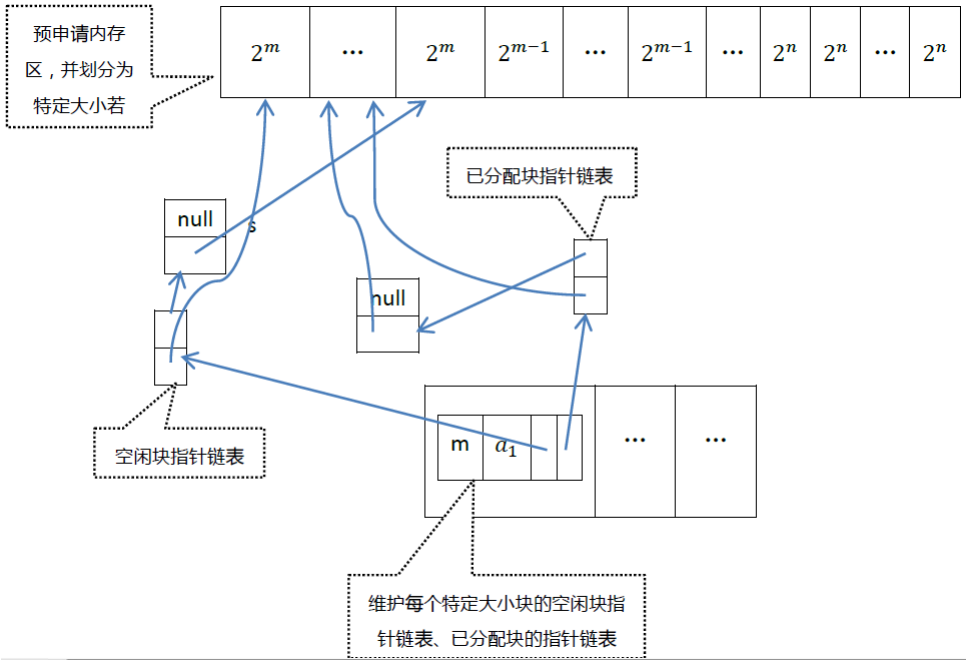 预申请内存
区，并划分为
特定大小若
2^m … 2^m 2^{m-1} … 2^{m-1} … 2^n 2^n … 2^n
已分配块指针链表
null
s
null
m a_1
… …
空闲块指针链表
维护每个特定大小块的空闲块指
针链表、已分配块的指针链表